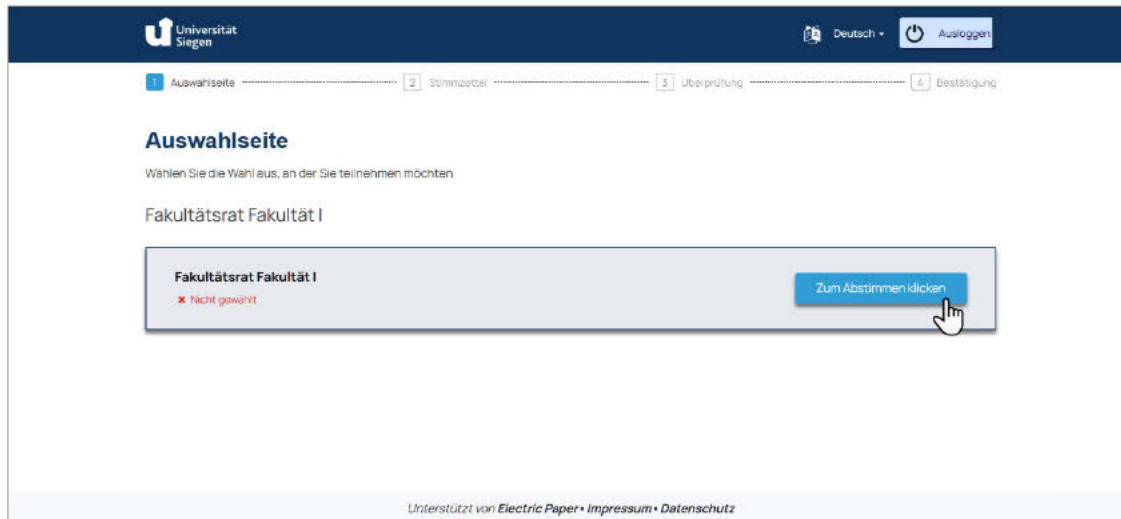 Universität
Siegen
Deutsch
Ausloggen
1 Auswahlseite 2 Stimmzettel 3 Überprüfung 4 Bestätigung
Auswahlseite
Wählen Sie die Wahl aus, an der Sie teilnehmen möchten
Fakultätsrat Fakultät I
Fakultätsrat Fakultät I
Nicht gewählt
Zum Abstimmen klicken
Unterstützt von Electric Paper • Impressum • Datenschutz